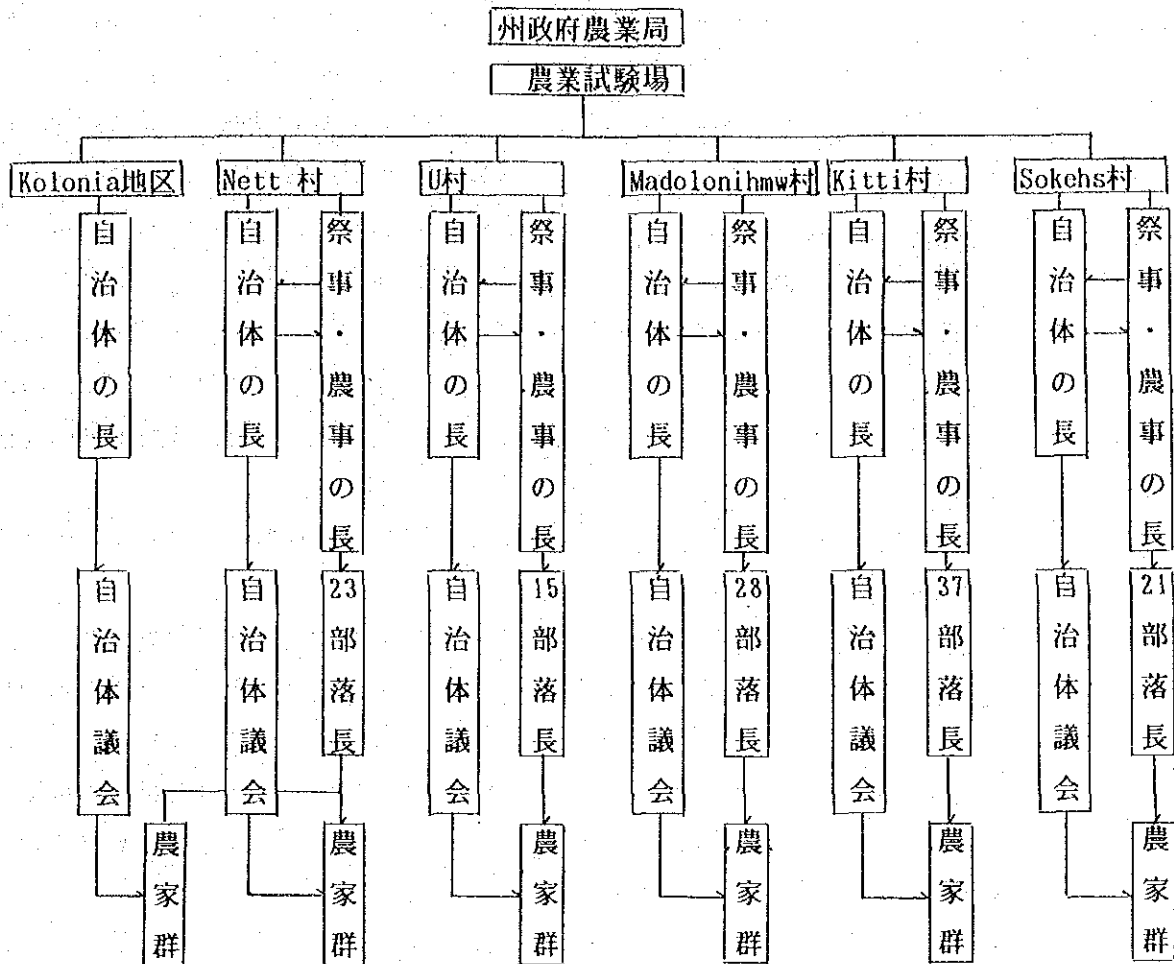 州政府農業局
農業試験場
Kolonia地区
Nett 村
U村
Madolonihmw村
Kitti村
Sokehs村
自治体の長
自治体の長
祭事・農事の長
自治体の長
祭事・農事の長
自治体の長
祭事・農事の長
自治体の長
祭事・農事の長
自治体の長
祭事・農事の長
自治体議会
自治体議会
23部落長
自治体議会
15部落長
自治体議会
28部落長
自治体議会
37部落長
自治体議会
21部落長
農家群
農家群
農家群
農家群
農家群
農家群